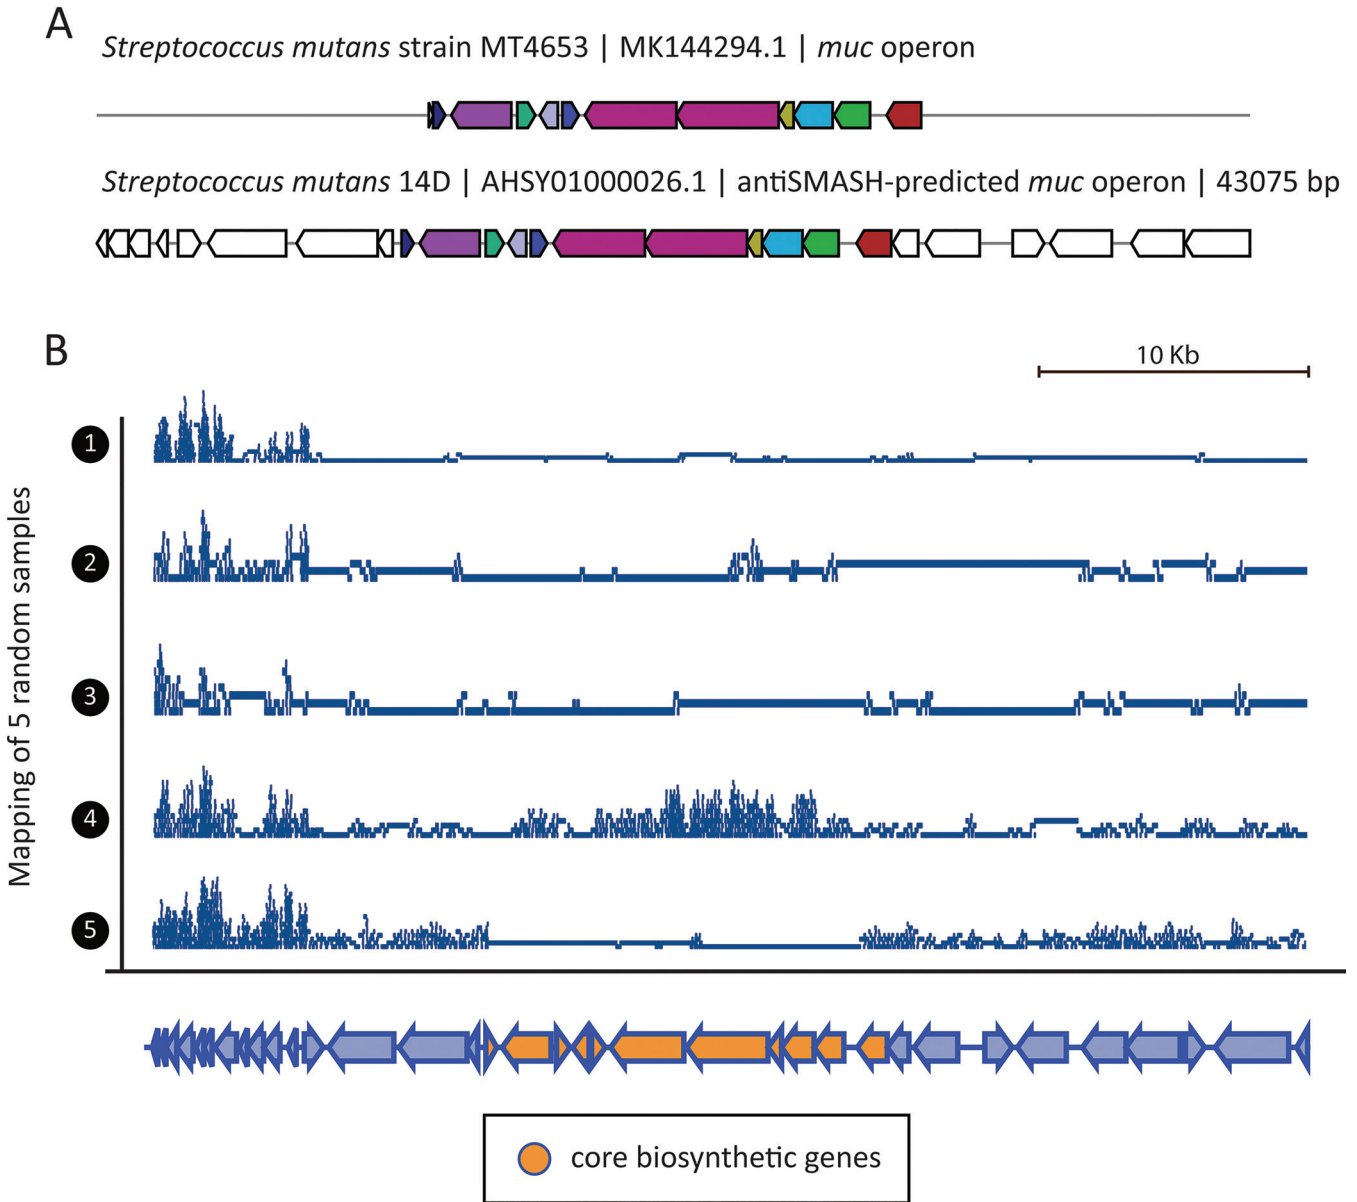 A
Streptococcus mutans strain MT4653 | MK144294.1 | muc operon
Streptococcus mutans 14D | AHSY01000026.1 | antiSMASH-predicted muc operon | 43075 bp
B
10 Kb
Mapping of 5 random samples
1
2
3
4
5
core biosynthetic genes